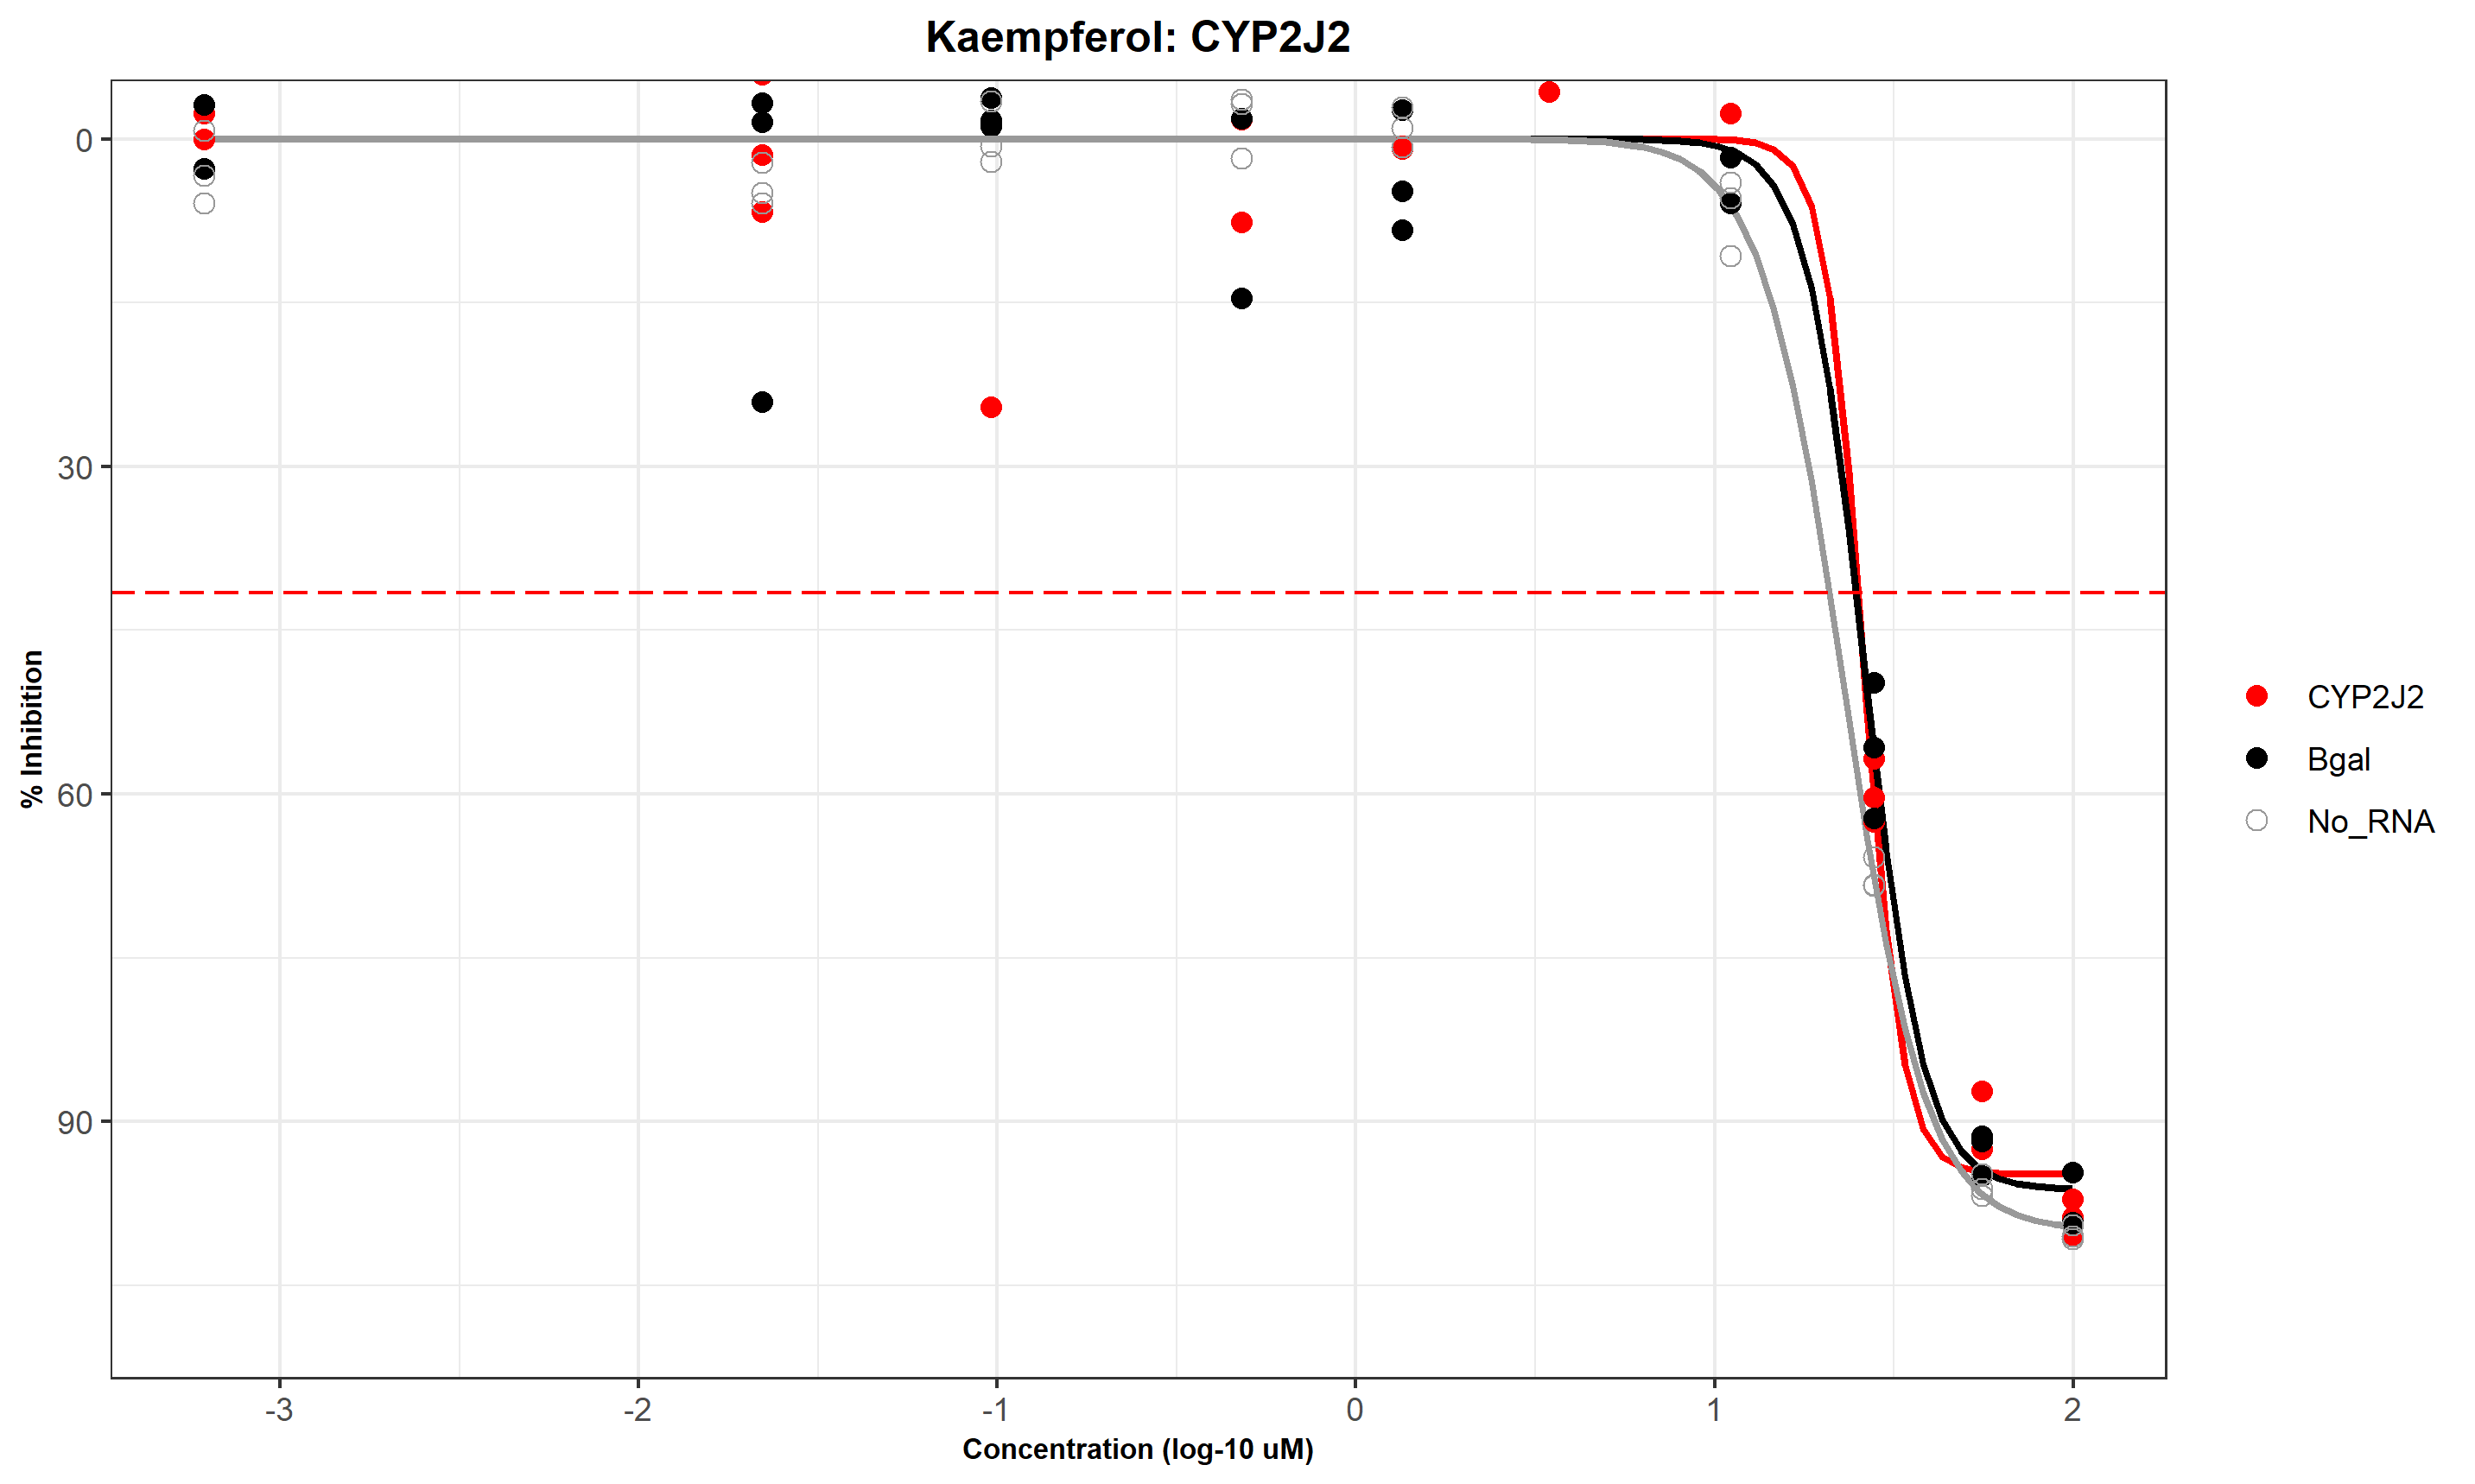 Kaempferol: CYP2J2
% Inhibition
0
30
60
90
-3
-2
-1
0
1
2
Concentration (log-10 uM)
CYP2J2
Bgal
No_RNA